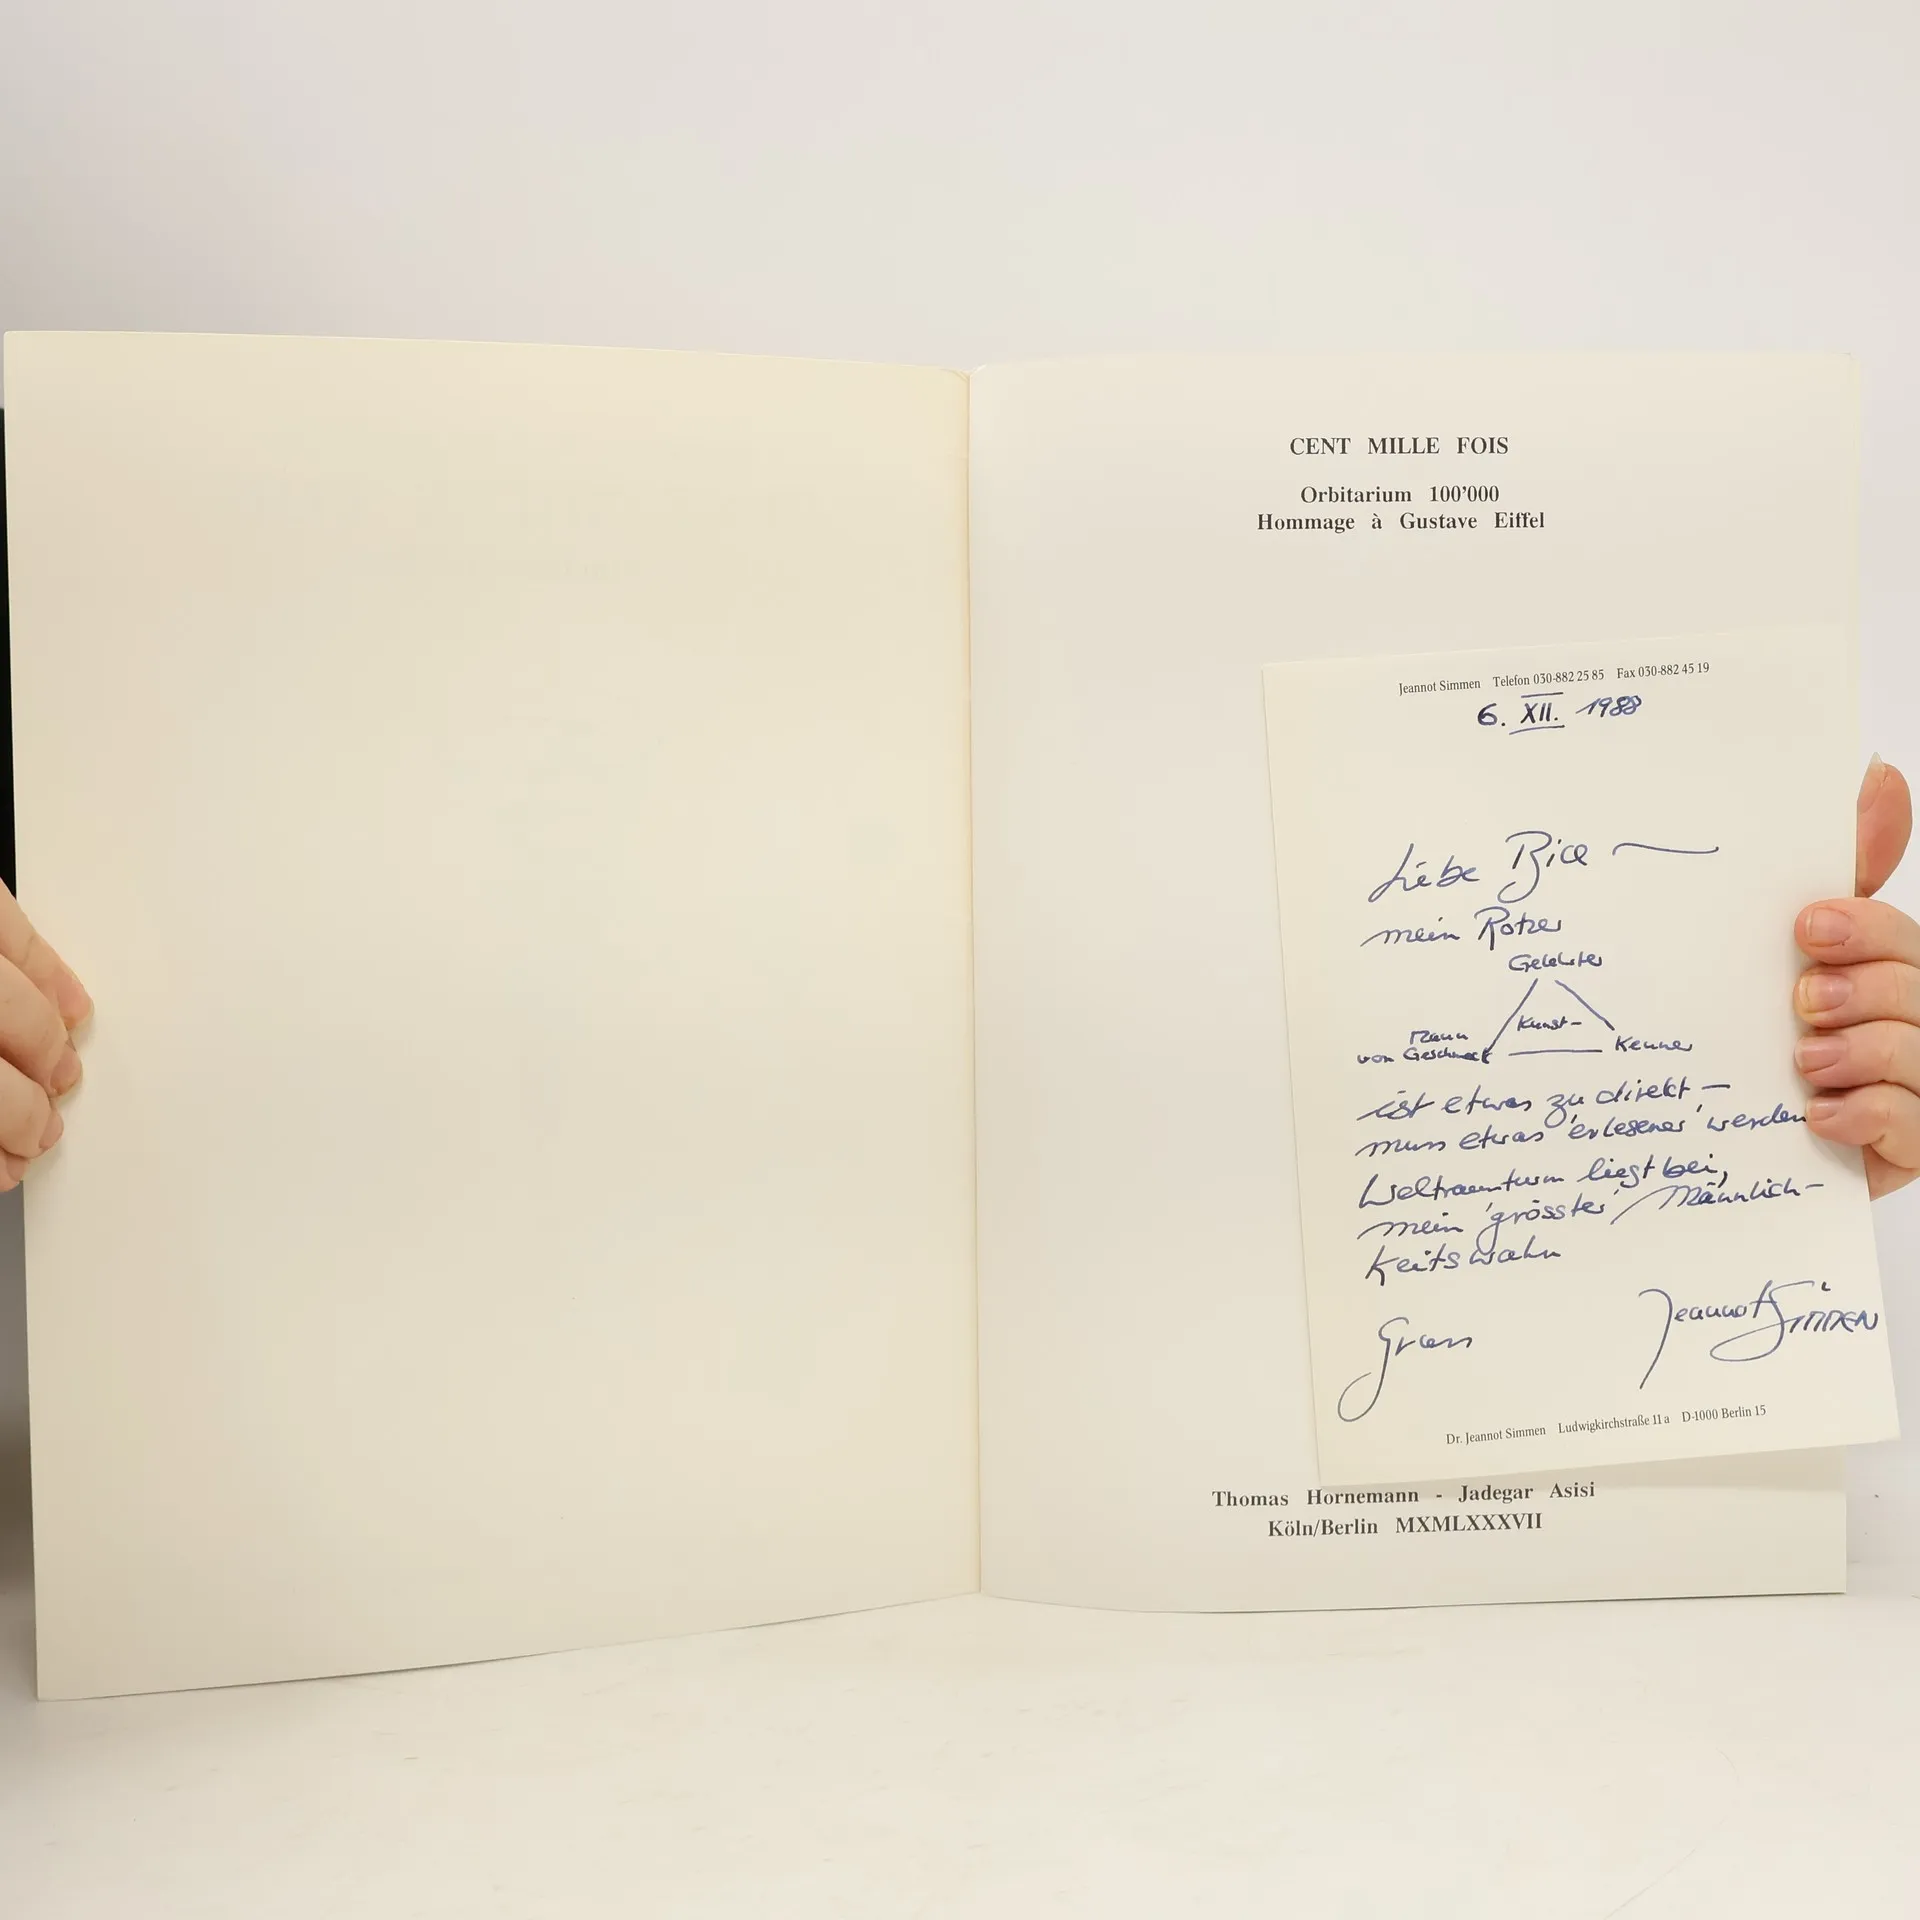 CENT MILLE FOIS
Orbitarium 100'000
Hommage à Gustave Eiffel
Jeannot Simmen Telefon 030-882 25 85 Fax 030-882 45 19
6. XII. 1988
Liebe Bice
mein Rotzer
Gelehrter
Kunst-
Mann
von Geschmack
Kenner
ist etwas zu direkt –
muss etwas 'erlesener' werden
Weltraumturm liegt bei,
mein 'grösster' Männlich-
keitswahn
Gruss
Jeannot SIMMEN
Dr. Jeannot Simmen Ludwigkirchstraße 11 a D-1000 Berlin 15
Thomas Hornemann - Jadegar Asisi
Köln/Berlin MXMLXXXVII